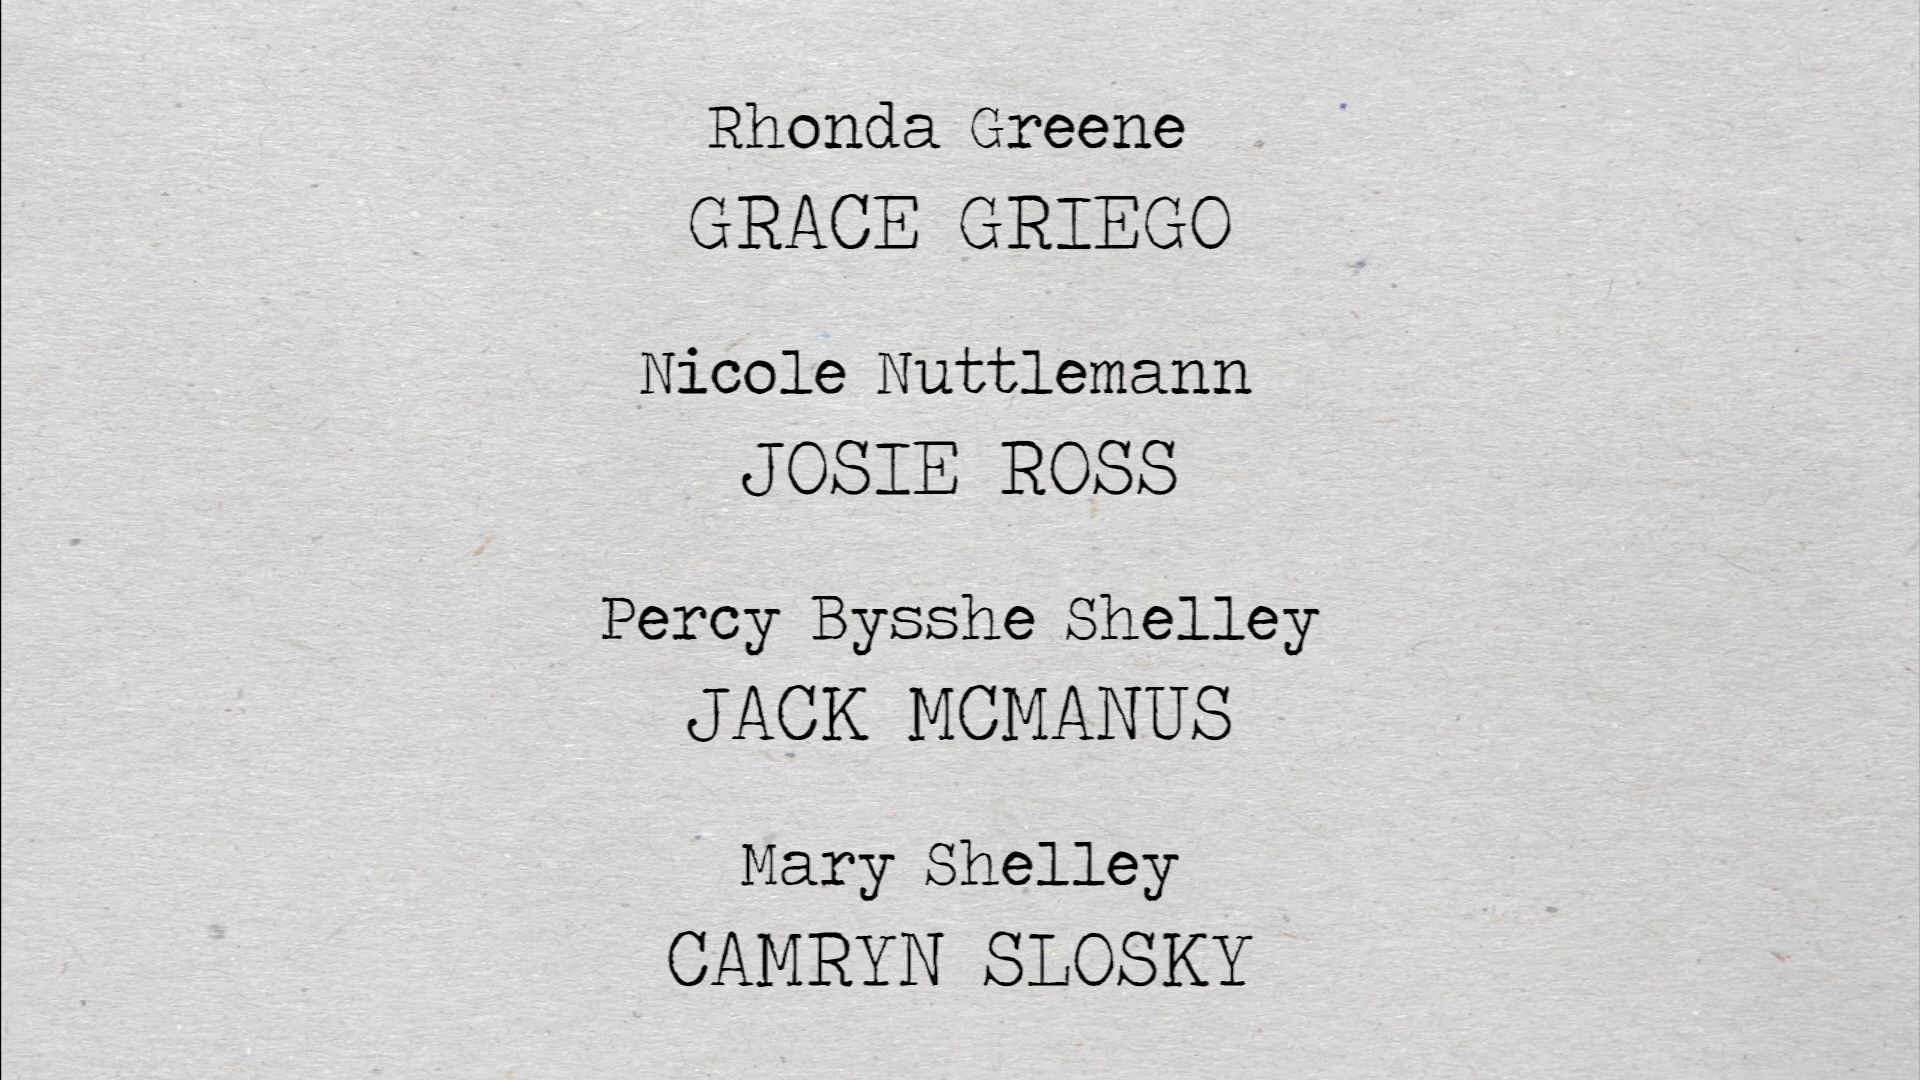 Rhonda Greene
GRACE GRIEGO
Nicole Nuttlemann
JOSIE ROSS
Percy Bysshe Shelley
JACK MCMANUS
Mary Shelley
CAMRYN SLOSKY